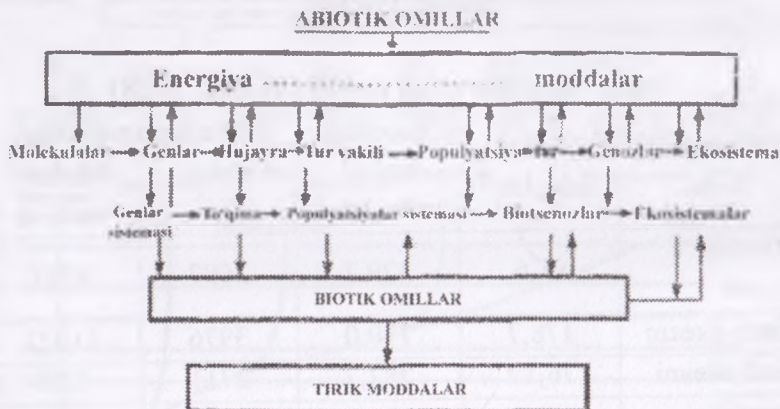 ABIOTIK OMILLAR
Energiya ............................ moddalar
Molekulalar Genlar Hujayra Tur vakili Populyatsiya tur Genozlar Ekosistema
Genlar sistemasi To'qima Populyatsiyalar sistemasi Biotsenozlar Ekosistemalar
BIOTIK OMILLAR
TIRIK MODDALAR